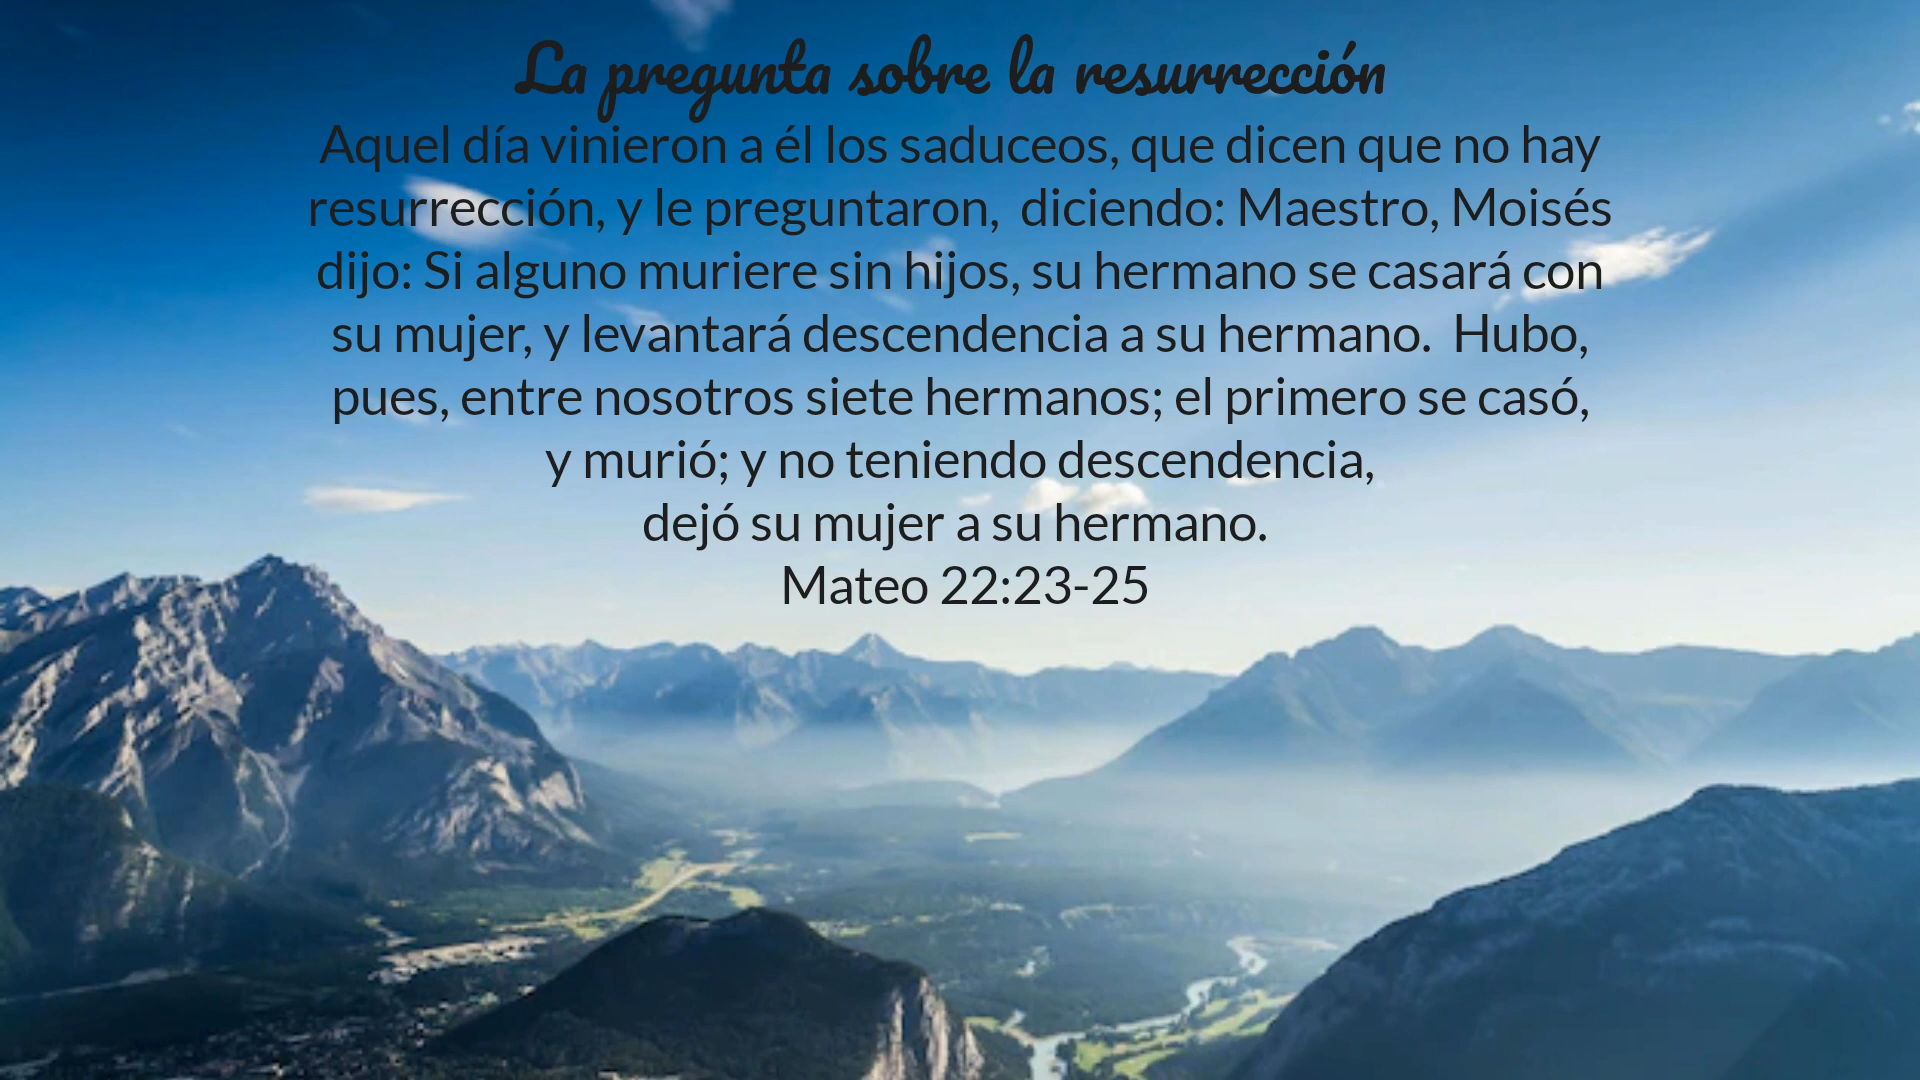 La pregunta sobre la resurrección
Aquel día vinieron a él los saduceos, que dicen que no hay
resurrección, y le preguntaron,  diciendo: Maestro, Moisés
dijo: Si alguno muriere sin hijos, su hermano se casará con
su mujer, y levantará descendencia a su hermano.  Hubo,
pues, entre nosotros siete hermanos; el primero se casó,
y murió; y no teniendo descendencia,
dejó su mujer a su hermano.
Mateo 22:23-25